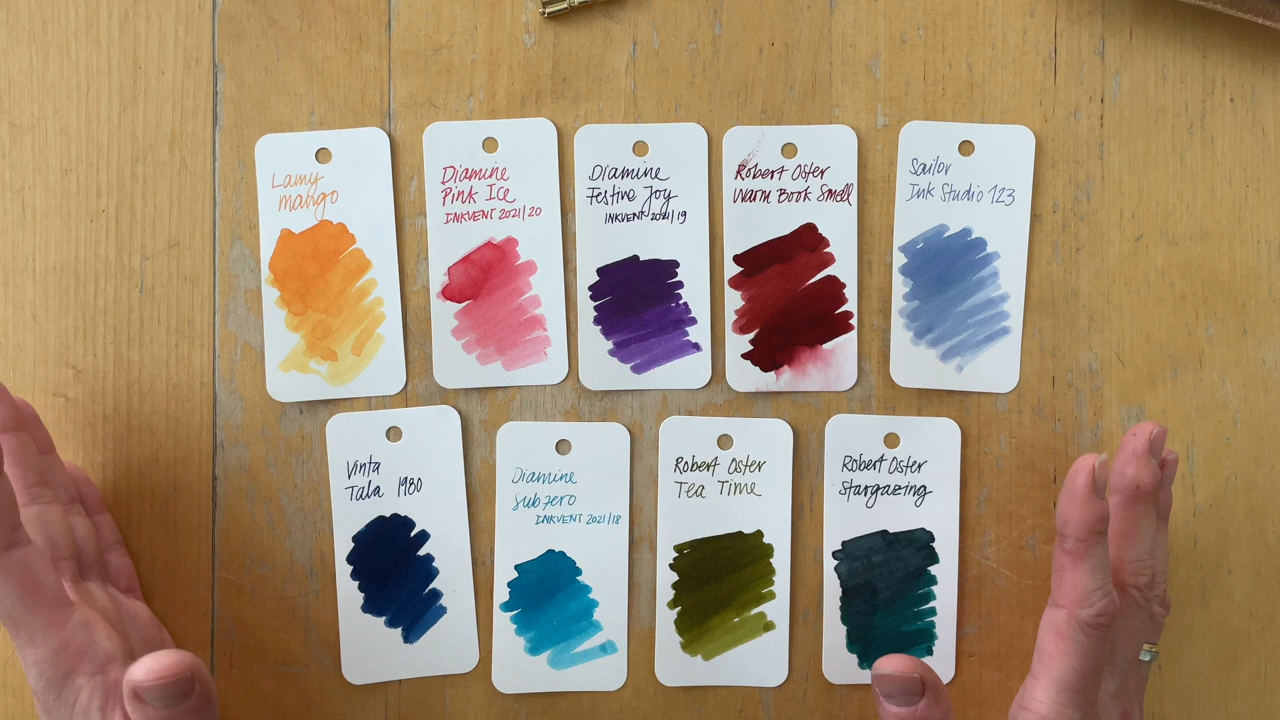 Lamy
mango
Diamine
Pink Ice
INKVENT 2021/20
Diamine
Festive Joy
INKVENT 2021/19
Robert Oster
Warm Book Smell
Sailor
Ink Studio 123
Vinta
Tala 1980
Diamine
Subzero
INKVENT 2021/18
Robert Oster
Tea Time
Robert Oster
Stargazing